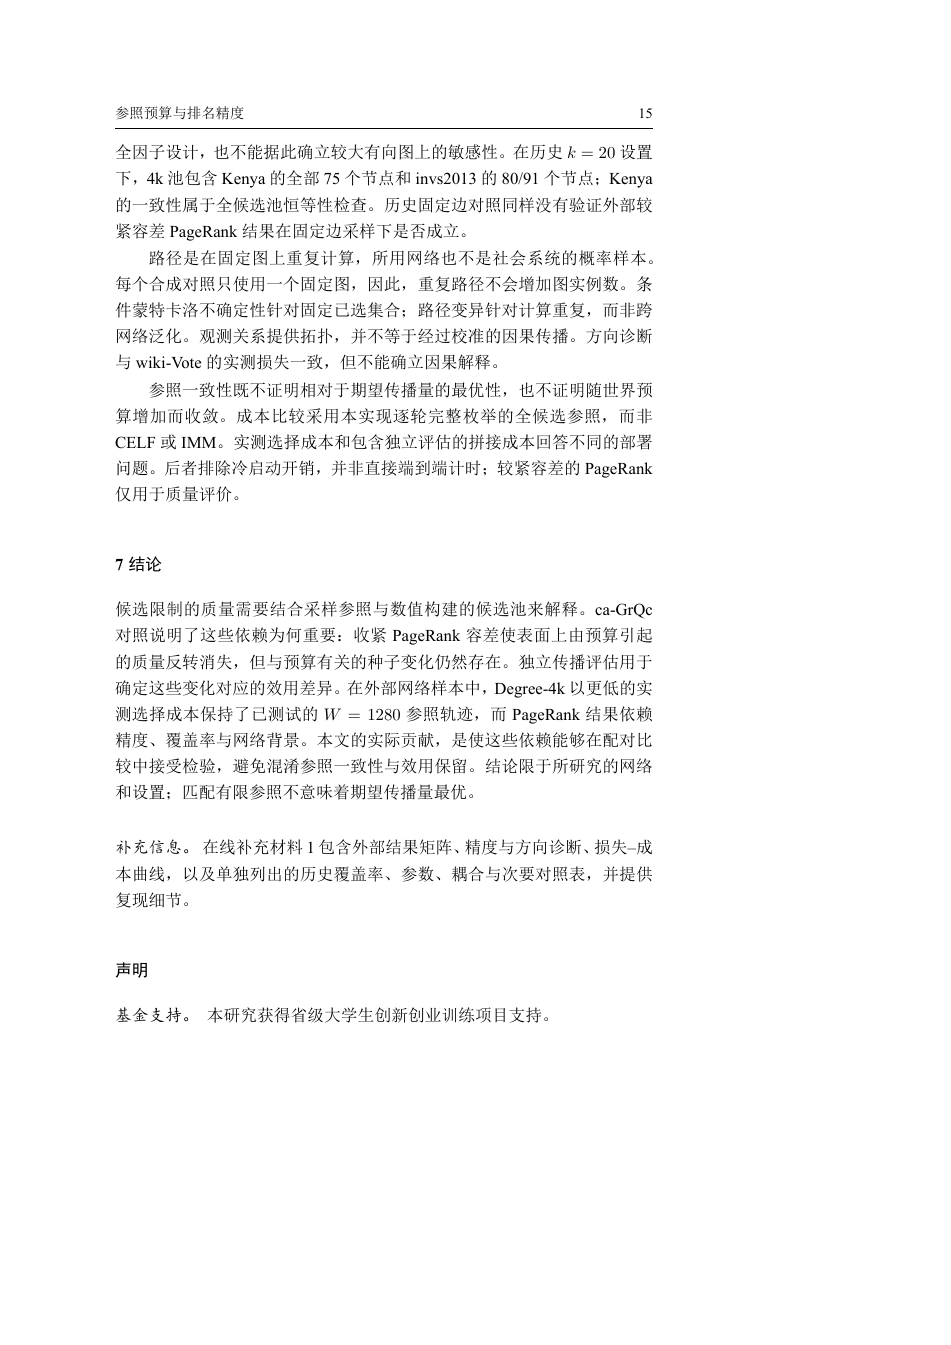 参照预算与排名精度 15
全因子设计，也不能据此确立较大有向图上的敏感性。在历史 k = 20 设置
下，4k 池包含 Kenya 的全部 75 个节点和 invs2013 的 80/91 个节点；Kenya
的一致性属于全候选池恒等性检查。历史固定边对照同样没有验证外部较
紧容差 PageRank 结果在固定边采样下是否成立。
路径是在固定图上重复计算，所用网络也不是社会系统的概率样本。
每个合成对照只使用一个固定图，因此，重复路径不会增加图实例数。条
件蒙特卡洛不确定性针对固定已选集合；路径变异针对计算重复，而非跨
网络泛化。观测关系提供拓扑，并不等于经过校准的因果传播。方向诊断
与 wiki-Vote 的实测损失一致，但不能确立因果解释。
参照一致性既不证明相对于期望传播量的最优性，也不证明随世界预
算增加而收敛。成本比较采用本实现逐轮完整枚举的全候选参照，而非
CELF 或 IMM。实测选择成本和包含独立评估的拼接成本回答不同的部署
问题。后者排除冷启动开销，并非直接端到端计时；较紧容差的 PageRank
仅用于质量评价。
7 结论
候选限制的质量需要结合采样参照与数值构建的候选池来解释。ca-GrQc
对照说明了这些依赖为何重要：收紧 PageRank 容差使表面上由预算引起
的质量反转消失，但与预算有关的种子变化仍然存在。独立传播评估用于
确定这些变化对应的效用差异。在外部网络样本中，Degree-4k 以更低的实
测选择成本保持了已测试的 W = 1280 参照轨迹，而 PageRank 结果依赖
精度、覆盖率与网络背景。本文的实际贡献，是使这些依赖能够在配对比
较中接受检验，避免混淆参照一致性与效用保留。结论限于所研究的网络
和设置；匹配有限参照不意味着期望传播量最优。
补充信息。 在线补充材料 1 包含外部结果矩阵、精度与方向诊断、损失–成
本曲线，以及单独列出的历史覆盖率、参数、耦合与次要对照表，并提供
复现细节。
声明
基金支持。 本研究获得省级大学生创新创业训练项目支持。